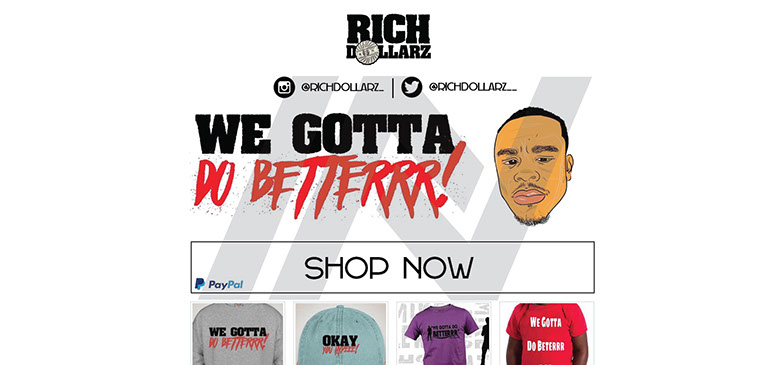 RICH
DOLLARZ
@RICHDOLLARZ_ | @RICHDOLLARZ__
WE GOTTA
DO BETTERRR!
SHOP NOW
PayPal
WE GOTTA
DO BETTERRR!
OKAY
"WE GOTTA DO
BETTERRR!"
We Gotta
Do Beterrr